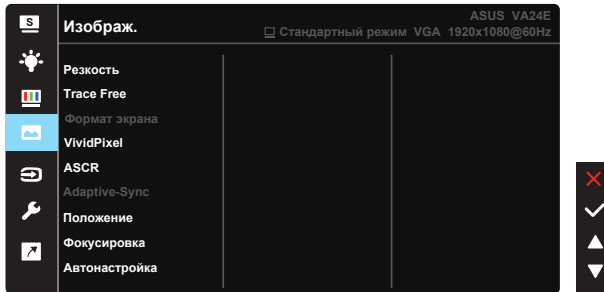 S
Изображ.
ASUS VA24E
Стандартный режим VGA 1920x1080@60Hz
Резкость
Trace Free
Формат экрана
VividPixel
ASCR
Adaptive-Sync
Положение
Фокусировка
Автонастройка